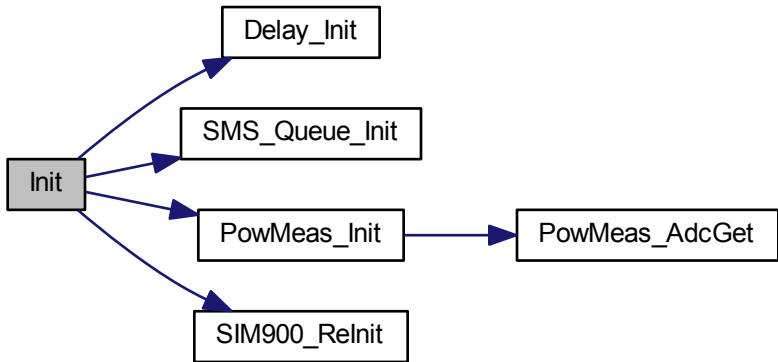 Delay_Init
SMS_Queue_Init
Init
PowMeas_Init
PowMeas_AdcGet
SIM900_ReInit